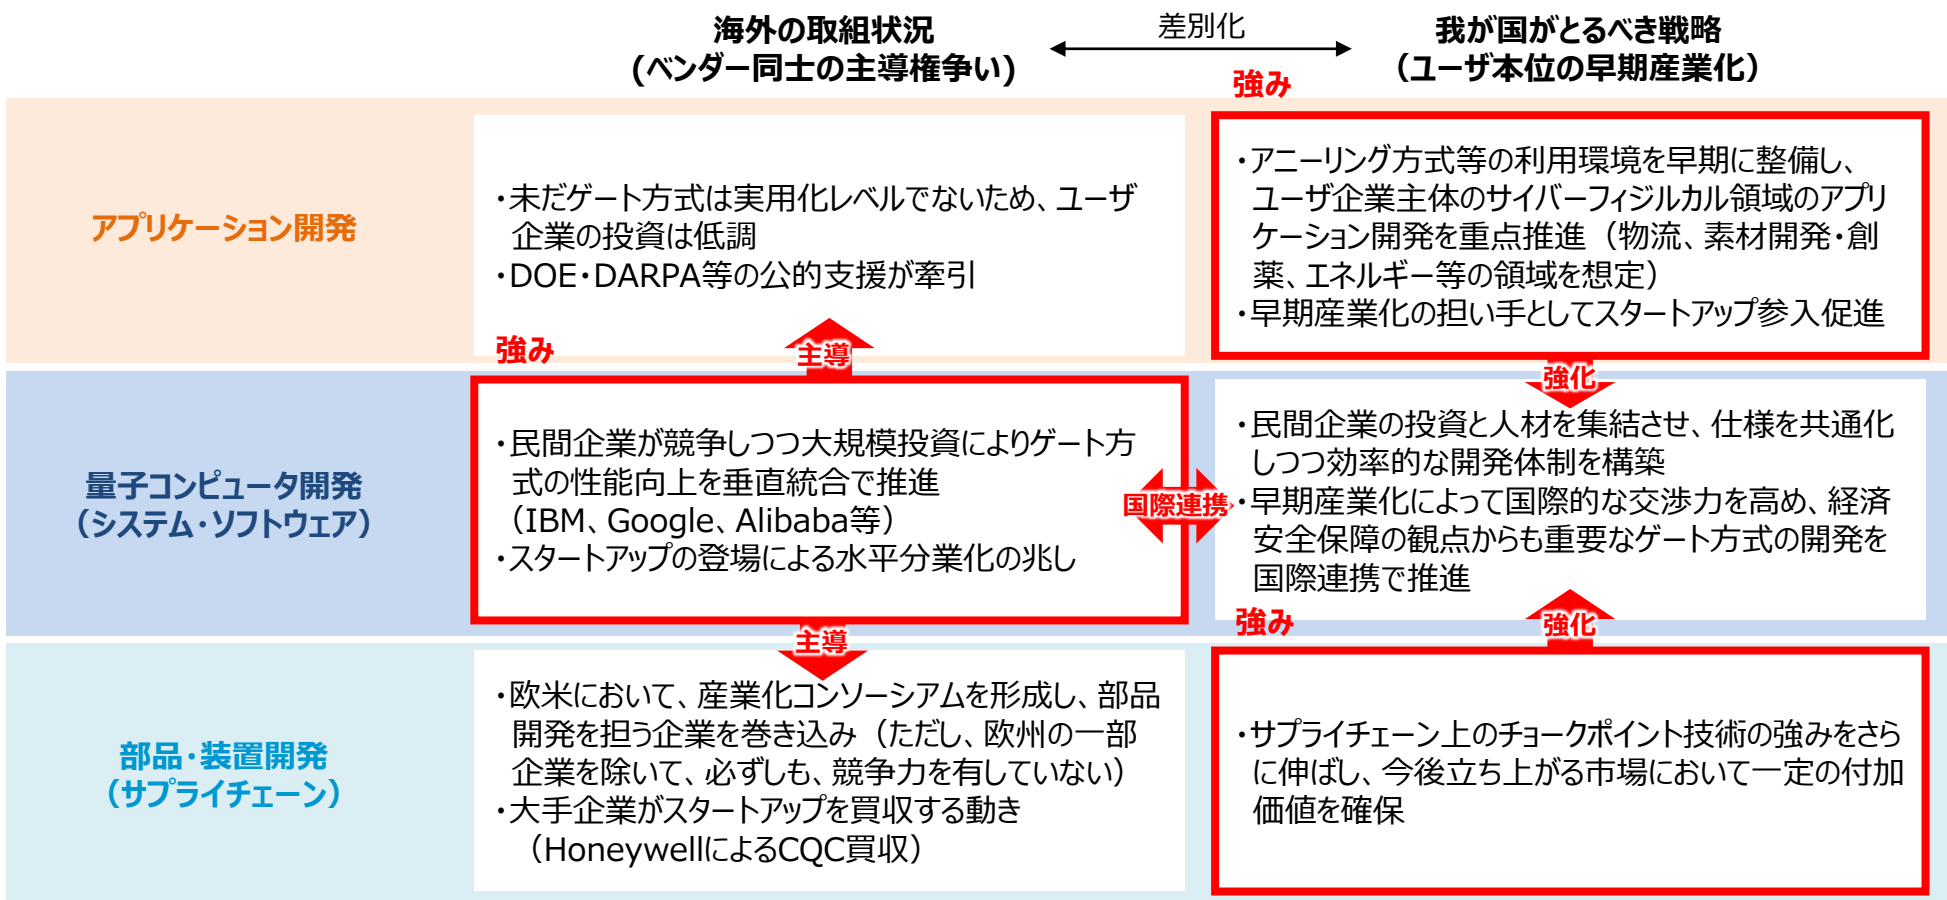 海外の取組状況
(ベンダー同士の主導権争い)
差別化
我が国がとるべき戦略
（ユーザ本位の早期産業化）
アプリケーション開発
・未だゲート方式は実用化レベルでないため、ユーザ
企業の投資は低調
・DOE・DARPA等の公的支援が牽引
強み
・アニーリング方式等の利用環境を早期に整備し、
ユーザ企業主体のサイバーフィジルカル領域のアプリ
ケーション開発を重点推進（物流、素材開発・創
薬、エネルギー等の領域を想定）
・早期産業化の担い手としてスタートアップ参入促進
主導
強化
量子コンピュータ開発
（システム・ソフトウェア）
強み
・民間企業が競争しつつ大規模投資によりゲート方
式の性能向上を垂直統合で推進
（IBM、Google、Alibaba等）
・スタートアップの登場による水平分業化の兆し
国際連携
・民間企業の投資と人材を集結させ、仕様を共通化
しつつ効率的な開発体制を構築
・早期産業化によって国際的な交渉力を高め、経済
安全保障の観点からも重要なゲート方式の開発を
国際連携で推進
主導
強化
部品・装置開発
（サプライチェーン）
・欧米において、産業化コンソーシアムを形成し、部品
開発を担う企業を巻き込み（ただし、欧州の一部
企業を除いて、必ずしも、競争力を有していない）
・大手企業がスタートアップを買収する動き
（HoneywellによるCQC買収）
強み
・サプライチェーン上のチョークポイント技術の強みをさら
に伸ばし、今後立ち上がる市場において一定の付加
価値を確保